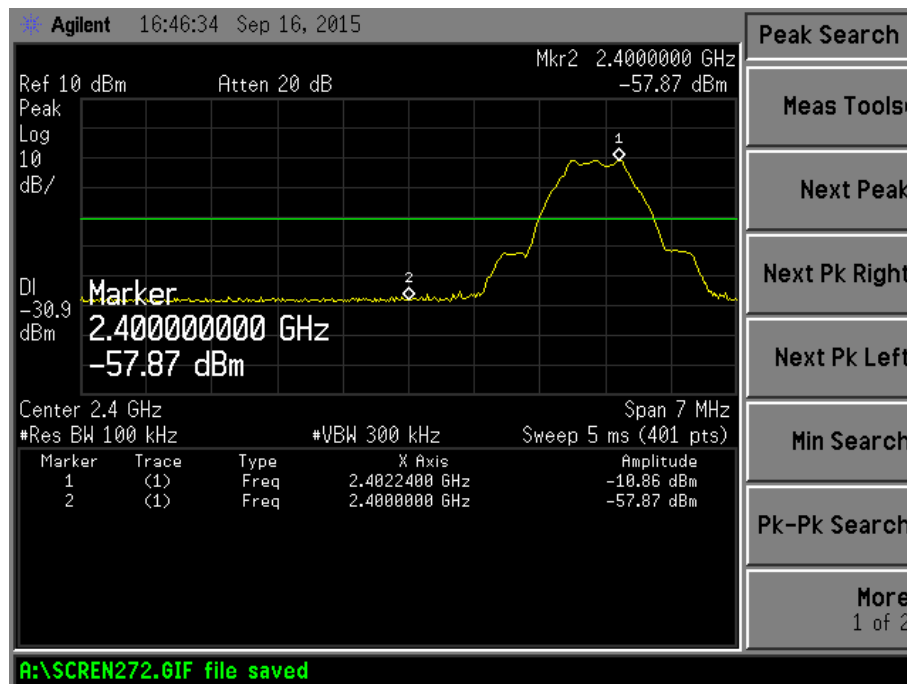 Agilent 16:46:34 Sep 16, 2015
Mkr2 2.4000000 GHz
Ref 10 dBm Atten 20 dB -57.87 dBm
Peak
Log
10
dB/
1
2
DI
-30.9
dBm
Marker
2.400000000 GHz
-57.87 dBm
Center 2.4 GHz Span 7 MHz
#Res BW 100 kHz #VBW 300 kHz Sweep 5 ms (401 pts)
Marker Trace Type X Axis Amplitude
1 (1) Freq 2.4022400 GHz -10.86 dBm
2 (1) Freq 2.4000000 GHz -57.87 dBm
A:\SCREN272.GIF file saved
Peak Search
Meas Tools
Next Peak
Next Pk Right
Next Pk Left
Min Search
Pk-Pk Search
More
1 of 2